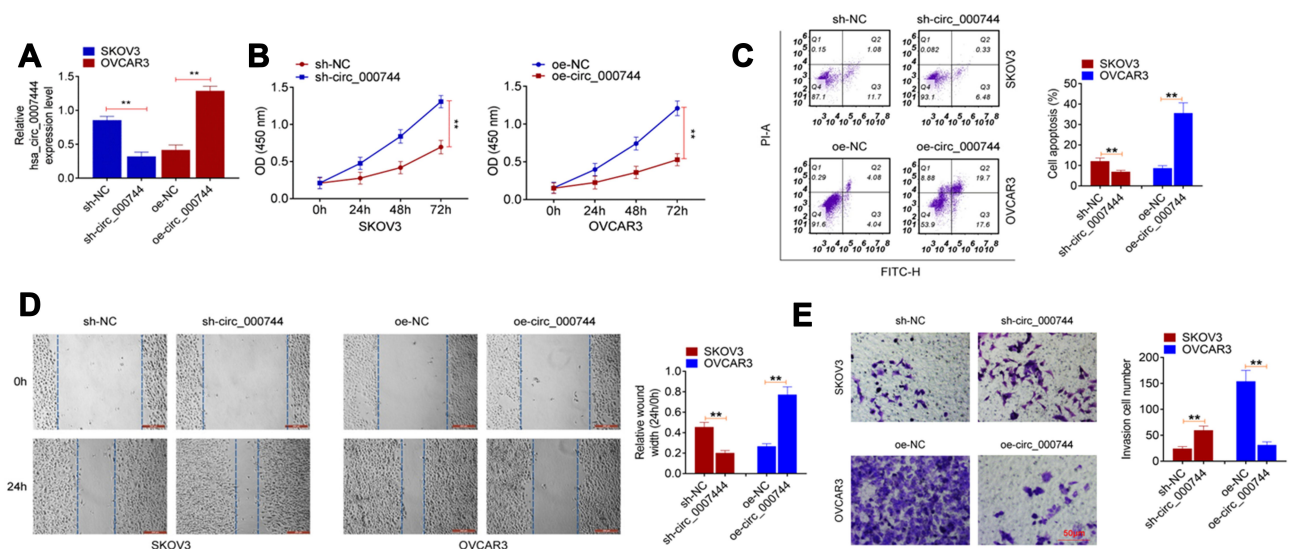 A
SKOV3
OVCAR3
Relative
hsa_circ_0007444
expression level
1.5
1.0
0.5
0.0
**
**
sh-NC
sh-circ_000744
oe-NC
oe-circ_000744
B
sh-NC
sh-circ_000744
OD (450 nm)
1.5
1.0
0.5
0.0
**
0h
24h
48h
72h
SKOV3
oe-NC
oe-circ_000744
OD (450 nm)
1.5
1.0
0.5
0.0
**
0h
24h
48h
72h
OVCAR3
C
sh-NC
sh-circ_000744
Q1
0.15
Q2
1.08
Q4
87.1
Q3
11.7
Q1
0.082
Q2
0.33
Q4
93.1
Q3
6.48
SKOV3
PI-A
oe-NC
oe-circ_000744
Q1
0.29
Q2
4.08
Q4
91.6
Q3
4.04
Q1
8.88
Q2
19.7
Q4
53.9
Q3
17.6
OVCAR3
FITC-H
SKOV3
OVCAR3
Cell apoptosis (%)
50
40
30
20
10
0
**
**
sh-NC
sh-circ_0007444
oe-NC
oe-circ_000744
D
sh-NC
sh-circ_000744
oe-NC
oe-circ_000744
0h
24h
SKOV3
OVCAR3
SKOV3
OVCAR3
Relative wound
width (24h/0h)
1.0
0.8
0.6
0.4
0.2
0.0
**
**
sh-NC
sh-circ_0007444
oe-NC
oe-circ_000744
E
sh-NC
sh-circ_000744
SKOV3
oe-NC
oe-circ_000744
OVCAR3
50μm
SKOV3
OVCAR3
Invasion cell number
200
150
100
50
0
**
**
sh-NC
sh-circ_000744
oe-NC
oe-circ_000744